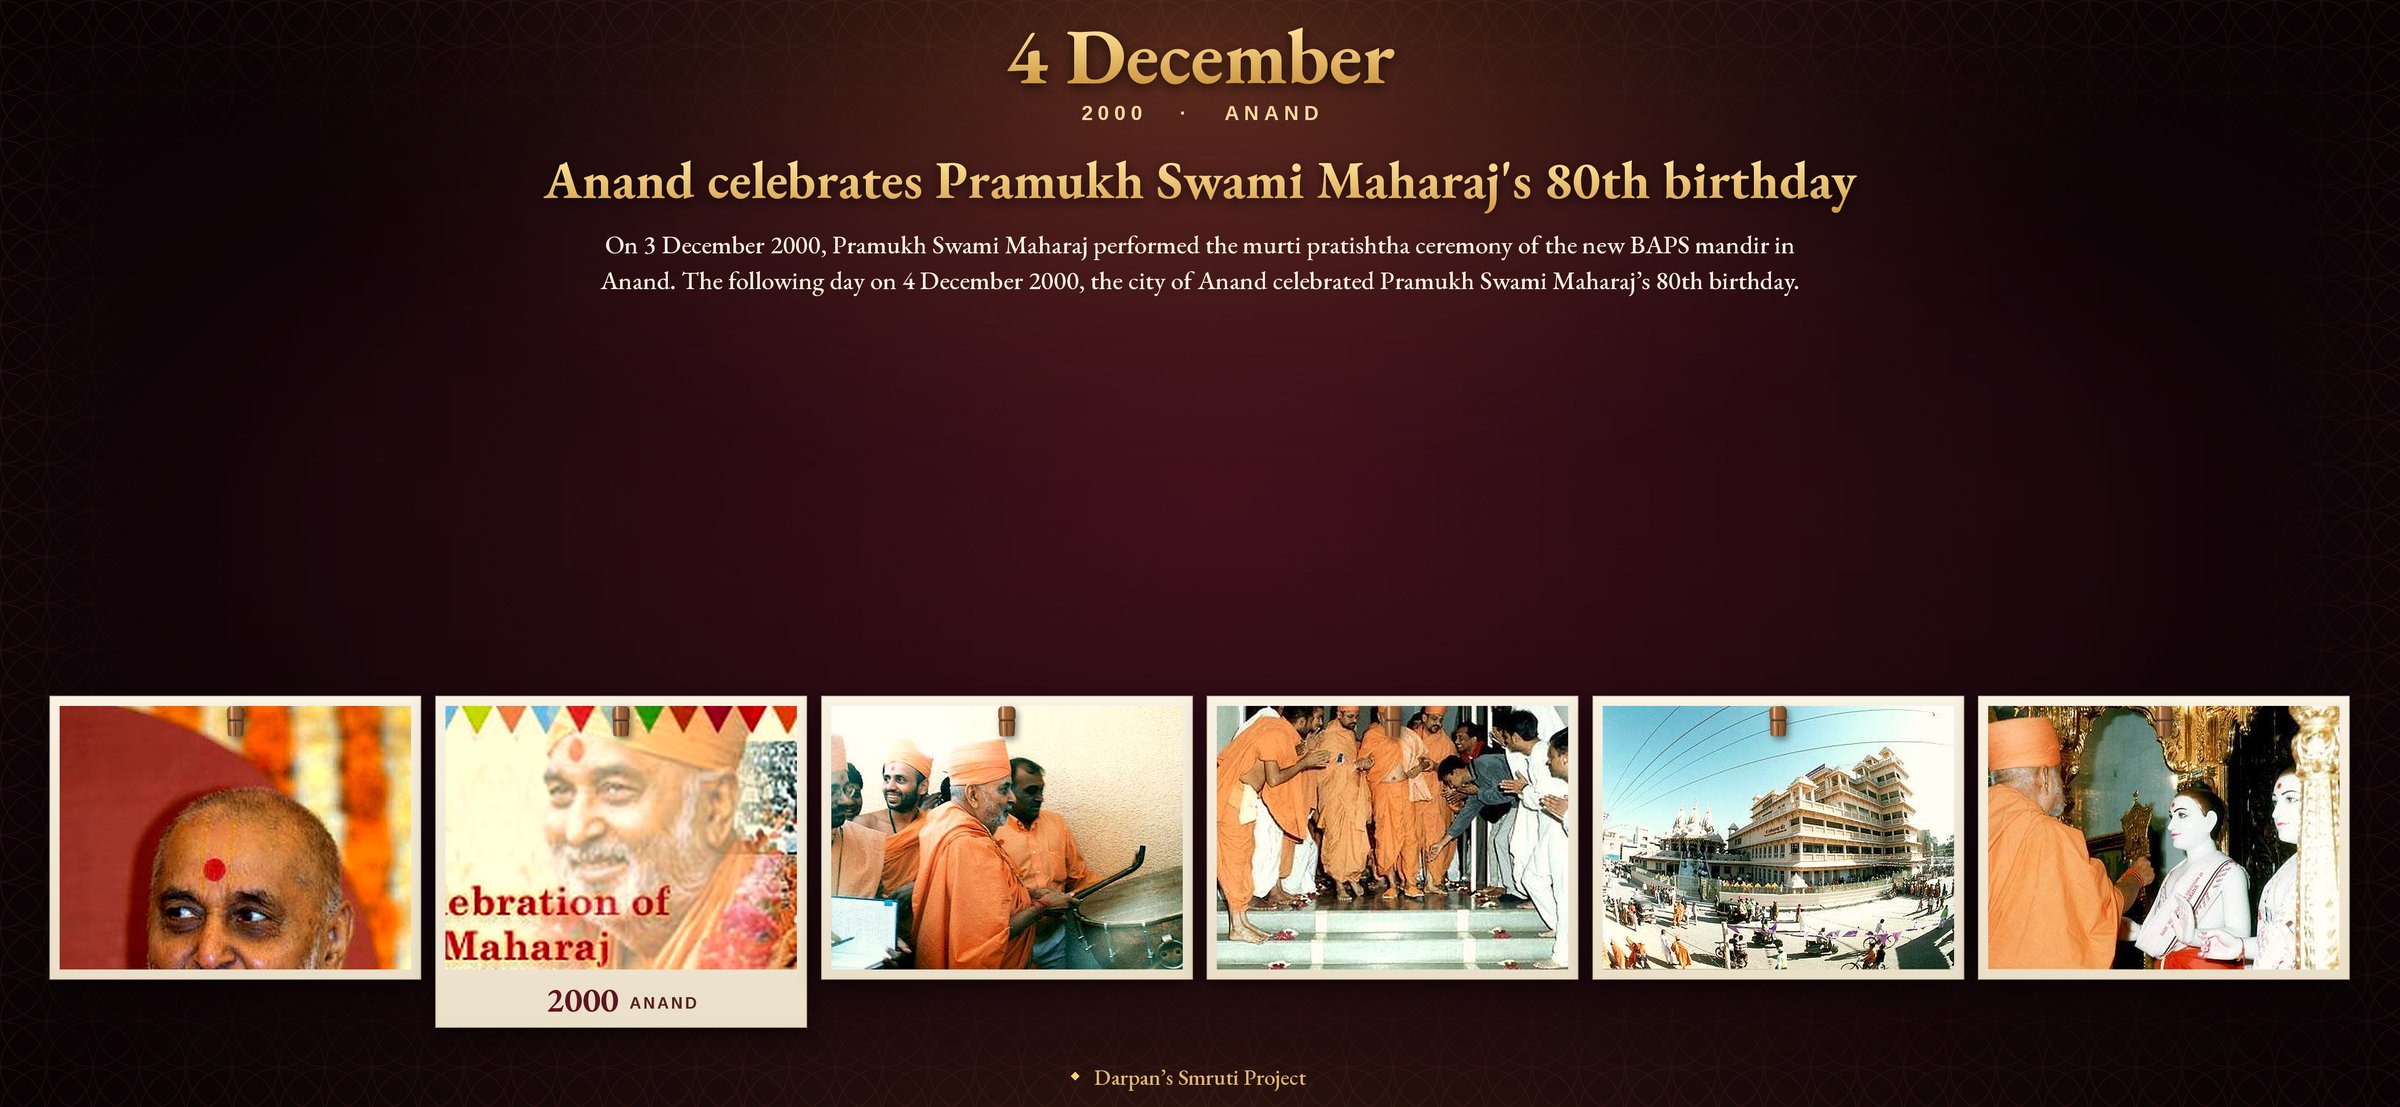 4 December
2000 · ANAND
Anand celebrates Pramukh Swami Maharaj's 80th birthday
On 3 December 2000, Pramukh Swami Maharaj performed the murti pratishtha ceremony of the new BAPS mandir in
Anand. The following day on 4 December 2000, the city of Anand celebrated Pramukh Swami Maharaj’s 80th birthday.
ebration of
Maharaj
2000 ANAND
Darpan’s Smruti Project